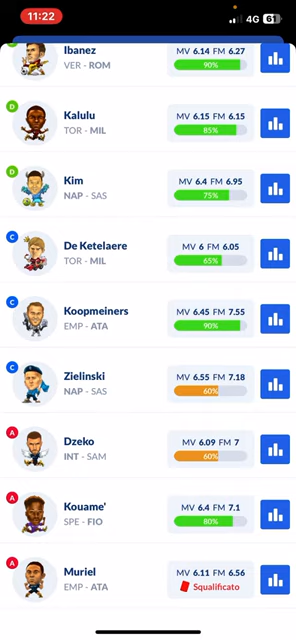 11:22
4G 61
Ibanez
MV 6.14 FM 6.27
VER - ROM
90%
D
Kalulu
MV 6.15 FM 6.15
TOR - MIL
85%
D
Kim
MV 6.4 FM 6.95
NAP - SAS
75%
C
De Ketelaere
MV 6 FM 6.05
TOR - MIL
65%
C
Koopmeiners
MV 6.45 FM 7.55
EMP - ATA
90%
C
Zielinski
MV 6.55 FM 7.18
NAP - SAS
60%
A
Dzeko
MV 6.09 FM 7
INT - SAM
60%
A
Kouame'
MV 6.4 FM 7.1
SPE - FIO
80%
A
Muriel
MV 6.11 FM 6.56
EMP - ATA
Squalificato